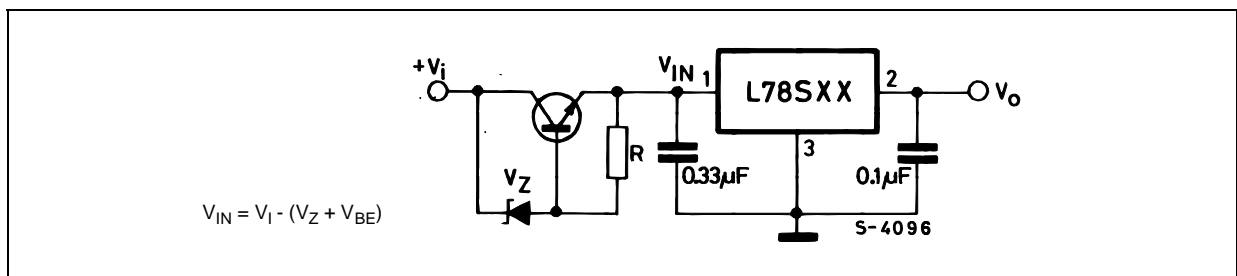 +Vi
VIN
1
L78SXX
2
Vo
3
R
VZ
0.33µF
0.1µF
VIN = VI - (VZ + VBE)
S-4096